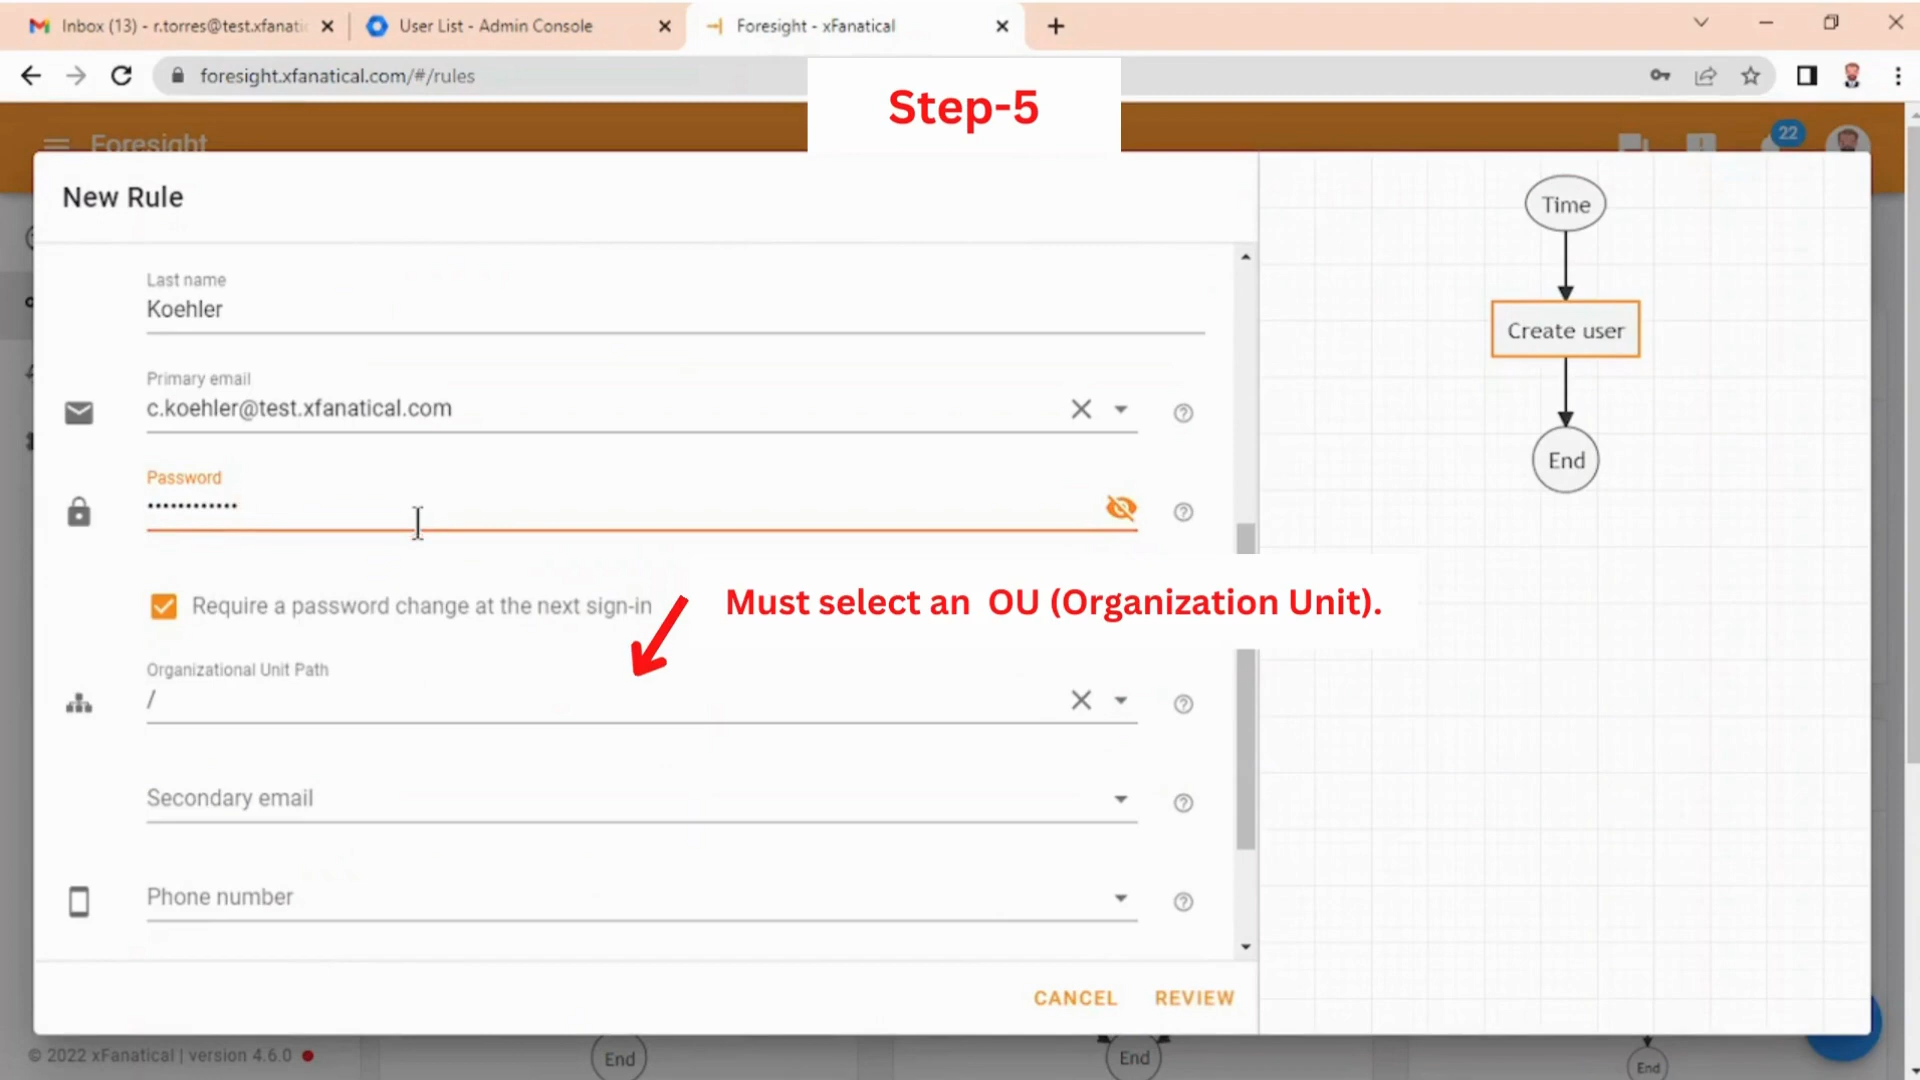 Inbox (13) - r.torres@test.xfanati
User List - Admin Console
Foresight - xFanatical
foresight.xfanatical.com/#/rules
Step-5
Foresight
22
New Rule
Last name
Koehler
Primary email
c.koehler@test.xfanatical.com
Password
••••••••••••
Require a password change at the next sign-in
Must select an OU (Organization Unit).
Organizational Unit Path
/
Secondary email
Phone number
CANCEL REVIEW
Time
Create user
End
© 2022 xFanatical | version 4.6.0
End
End
End